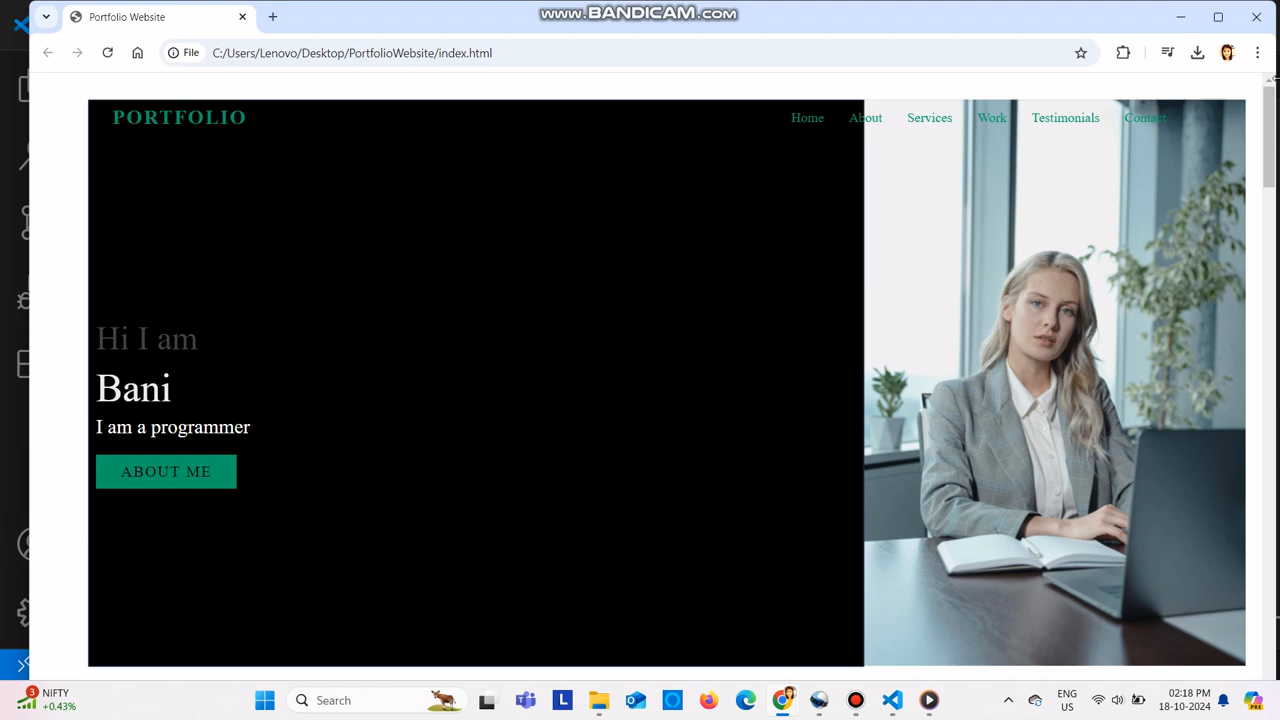 www.BANDICAM.com
Portfolio Website
File C:/Users/Lenovo/Desktop/PortfolioWebsite/index.html
PORTFOLIO
Home About Services Work Testimonials Contact
Hi I am
Bani
I am a programmer
ABOUT ME
3 NIFTY
+0.43%
Search
L
PRE
ENG
US
02:18 PM
18-10-2024